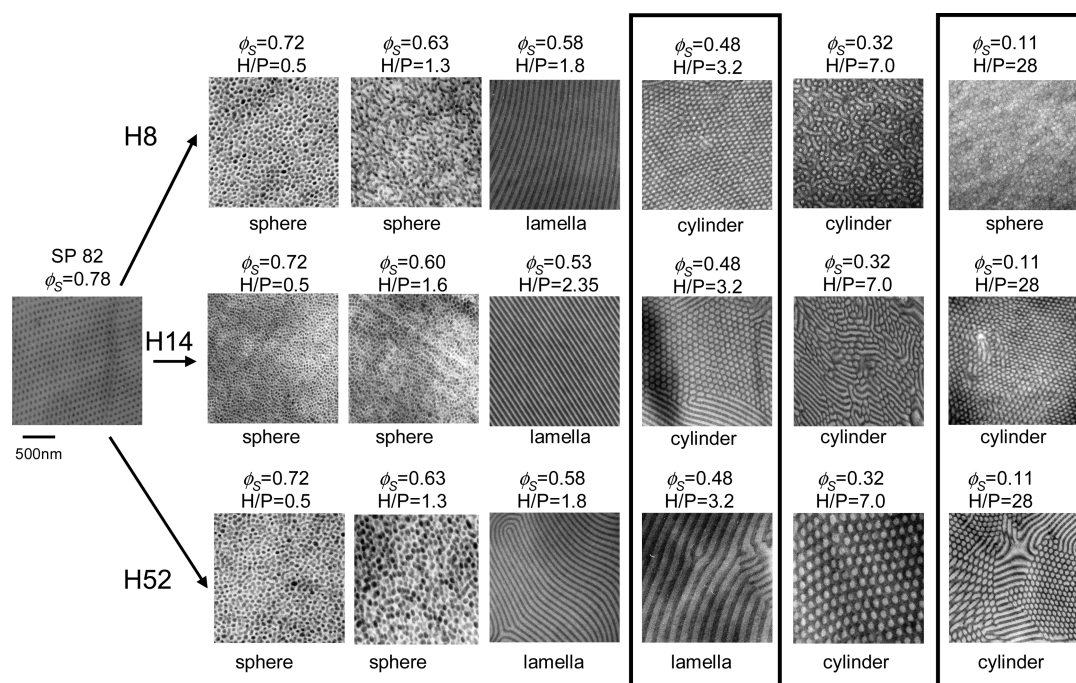 ϕS=0.72 ϕS=0.63 ϕS=0.58 ϕS=0.48 ϕS=0.32 ϕS=0.11
H/P=0.5 H/P=1.3 H/P=1.8 H/P=3.2 H/P=7.0 H/P=28
H8
sphere sphere lamella cylinder cylinder sphere
SP 82
ϕS=0.78
500nm
ϕS=0.72 ϕS=0.60 ϕS=0.53 ϕS=0.48 ϕS=0.32 ϕS=0.11
H/P=0.5 H/P=1.6 H/P=2.35 H/P=3.2 H/P=7.0 H/P=28
H14
sphere sphere lamella cylinder cylinder cylinder
ϕS=0.72 ϕS=0.63 ϕS=0.58 ϕS=0.48 ϕS=0.32 ϕS=0.11
H/P=0.5 H/P=1.3 H/P=1.8 H/P=3.2 H/P=7.0 H/P=28
H52
sphere sphere lamella lamella cylinder cylinder